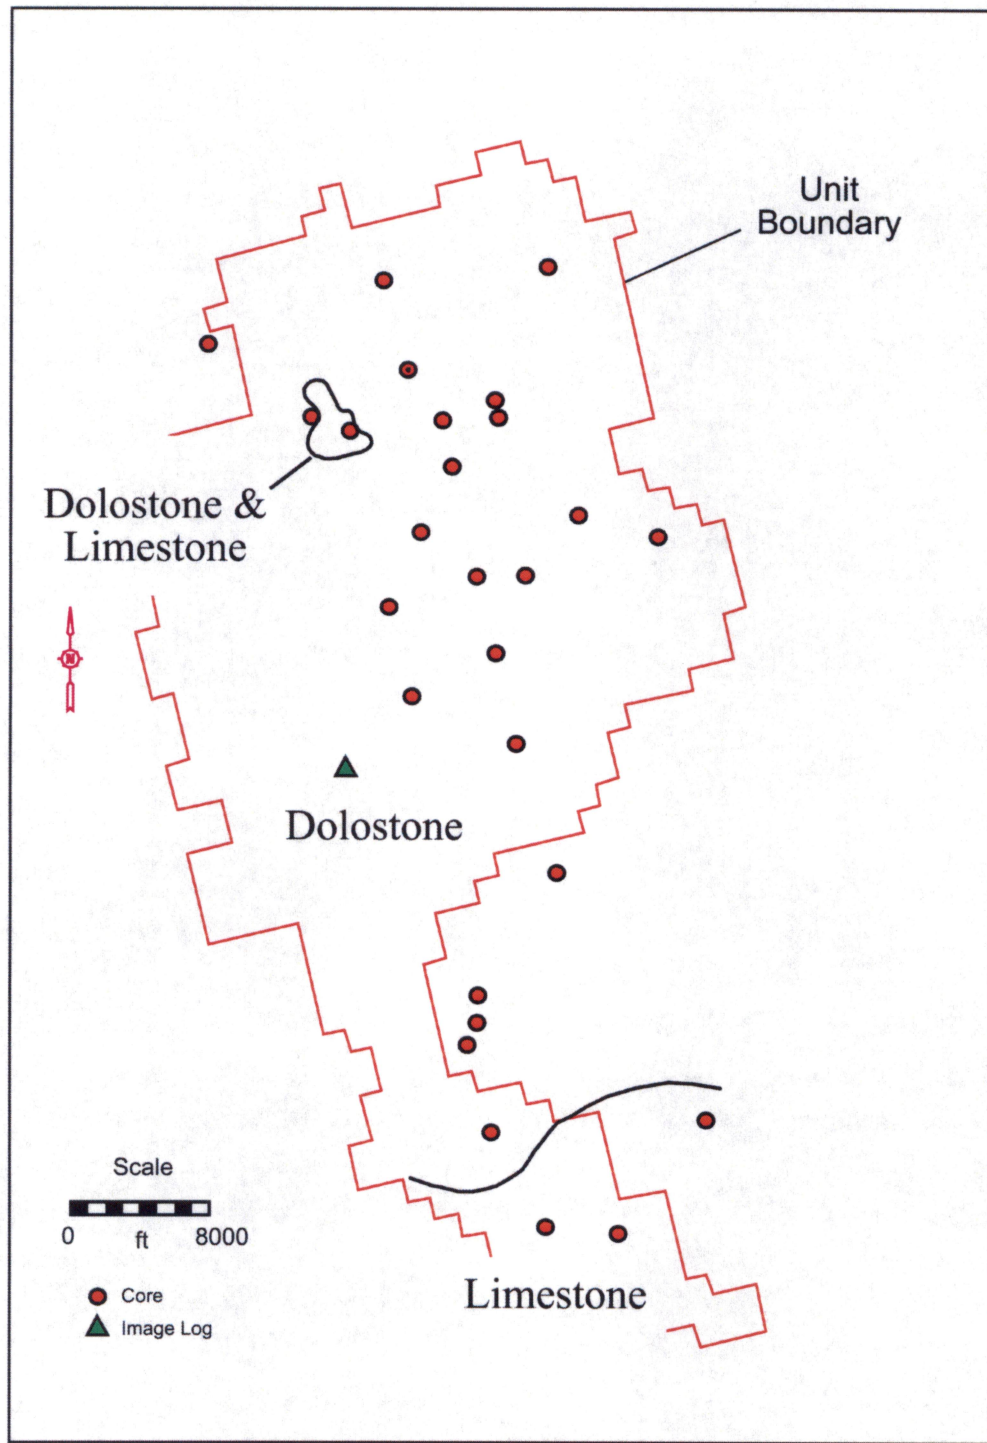 Unit
Boundary
Dolostone &
Limestone
N
Dolostone
Scale
0 ft 8000
Limestone
Core
Image Log